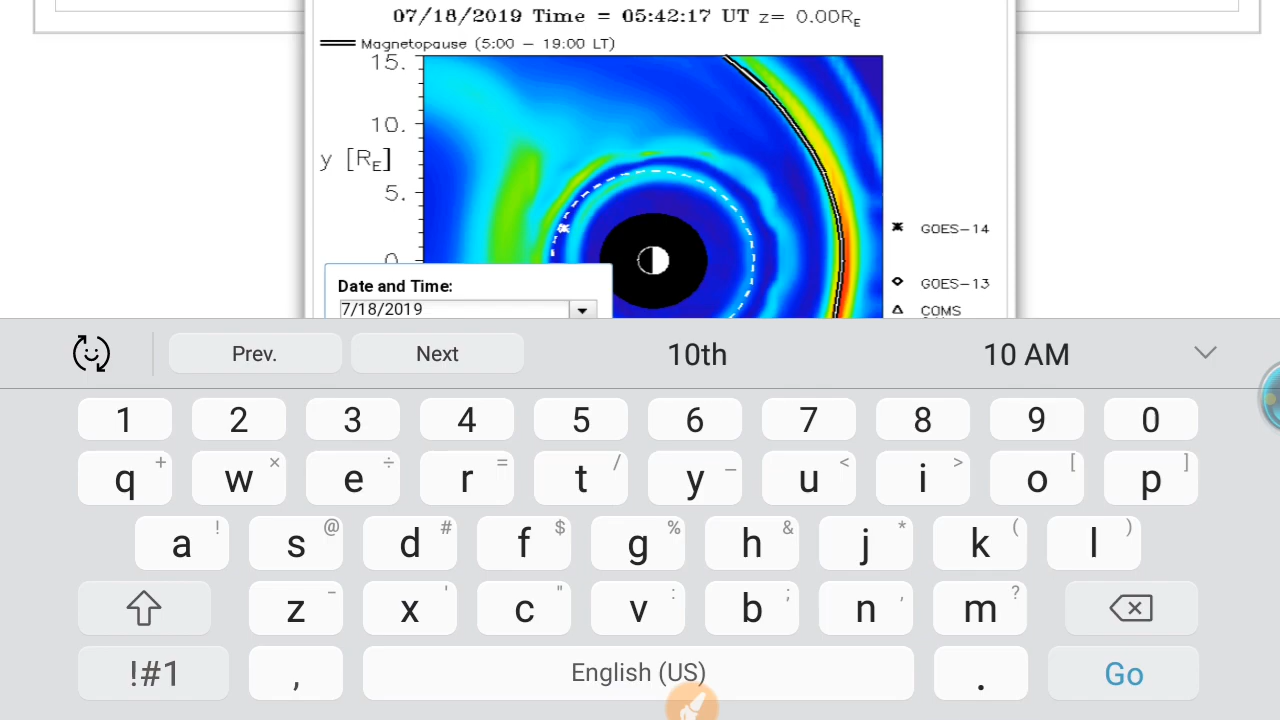 07/18/2019 Time = 05:42:17 UT z= 0.00RE
Magnetopause (5:00 – 19:00 LT)
15.
10.
y [RE]
5.
0.
GOES-14
GOES-13
COMS
Date and Time:
7/18/2019
Prev. Next 10th 10 AM
1 2 3 4 5 6 7 8 9 0
q + w × e ÷ r = t / y _ u < i > o [ p ]
a ! s @ d # f $ g % h & j * k ( l )
z - x ' c " v : b ; n , m ?
!#1 , English (US) . Go